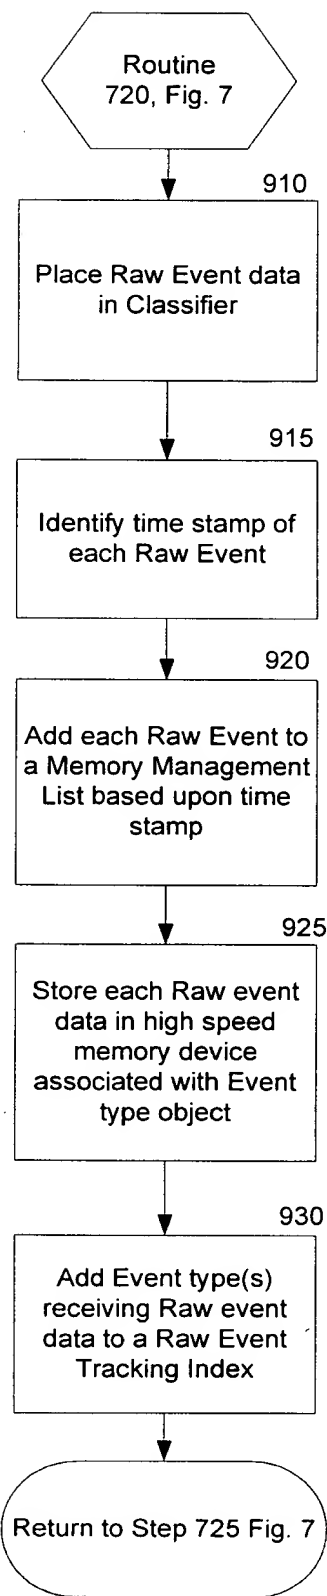 Routine
720, Fig. 7
910
Place Raw Event data
in Classifier
915
Identify time stamp of
each Raw Event
920
Add each Raw Event to
a Memory Management
List based upon time
stamp
925
Store each Raw event
data in high speed
memory device
associated with Event
type object
930
Add Event type(s)
receiving Raw event
data to a Raw Event
Tracking Index
Return to Step 725 Fig. 7